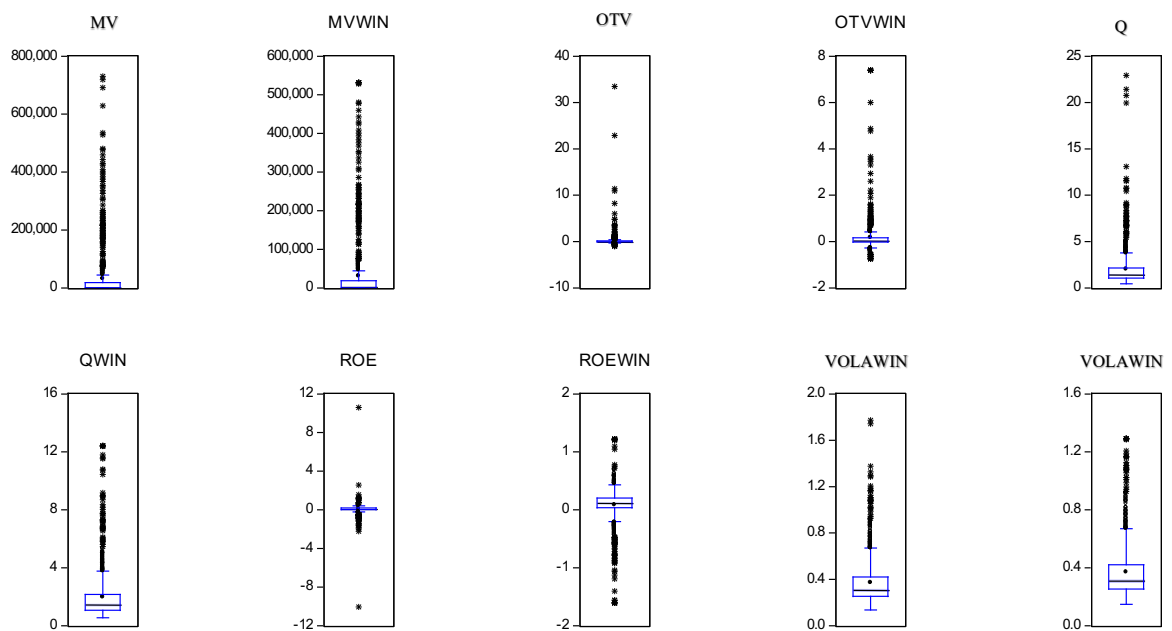 MV MVWIN OTV OTVWIN Q
800,000 600,000 40 8 25
600,000 500,000 30 6 20
400,000 400,000 20 4 15
200,000 300,000 10 2 10
0 200,000 0 0 5
100,000 -10 -2 0
0
QWIN ROE ROEWIN VOLAWIN VOLAWIN
16 12 2 2.0 1.6
12 8 1 1.6 1.2
8 4 0 1.2 0.8
4 0 -1 0.8 0.4
0 -4 -2 0.4 0.0
-8 0.0
-12